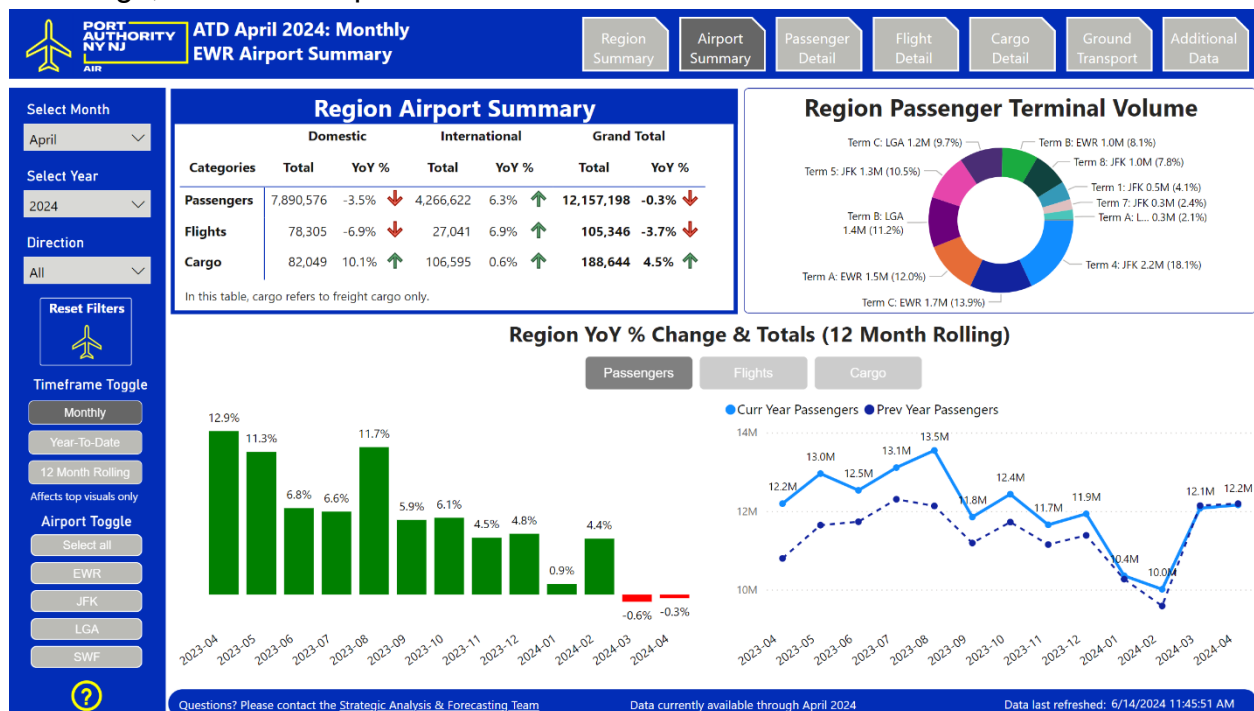 PORT
AUTHORITY
NY NJ
AIR
ATD April 2024: Monthly
EWR Airport Summary
Region
Summary
Airport
Summary
Passenger
Detail
Flight
Detail
Cargo
Detail
Ground
Transport
Additional
Data
Select Month
April
Select Year
2024
Direction
All
Reset Filters
Timeframe Toggle
Monthly
Year-To-Date
12 Month Rolling
Affects top visuals only
Airport Toggle
Select all
EWR
JFK
LGA
SWF
?
Region Airport Summary
Domestic International Grand Total
Categories Total YoY % Total YoY % Total YoY %
Passengers 7,890,576 -3.5% 4,266,622 6.3% 12,157,198 -0.3%
Flights 78,305 -6.9% 27,041 6.9% 105,346 -3.7%
Cargo 82,049 10.1% 106,595 0.6% 188,644 4.5%
In this table, cargo refers to freight cargo only.
Region Passenger Terminal Volume
Term C: LGA 1.2M (9.7%)
Term B: EWR 1.0M (8.1%)
Term 5: JFK 1.3M (10.5%)
Term 8: JFK 1.0M (7.8%)
Term 1: JFK 0.5M (4.1%)
Term 7: JFK 0.3M (2.4%)
Term B: LGA
1.4M (11.2%)
Term A: L... 0.3M (2.1%)
Term A: EWR 1.5M (12.0%)
Term 4: JFK 2.2M (18.1%)
Term C: EWR 1.7M (13.9%)
Region YoY % Change & Totals (12 Month Rolling)
Passengers
Flights
Cargo
12.9%
11.3%
6.8%
6.6%
11.7%
5.9%
6.1%
4.5%
4.8%
0.9%
4.4%
-0.6%
-0.3%
2023-04
2023-05
2023-06
2023-07
2023-08
2023-09
2023-10
2023-11
2023-12
2024-01
2024-02
2024-03
2024-04
Curr Year Passengers Prev Year Passengers
14M
12M
10M
12.2M
13.0M
12.5M
13.1M
13.5M
11.8M
12.4M
11.7M
11.9M
10.4M
10.0M
12.1M
12.2M
2023-04
2023-05
2023-06
2023-07
2023-08
2023-09
2023-10
2023-11
2023-12
2024-01
2024-02
2024-03
2024-04
Questions? Please contact the Strategic Analysis & Forecasting Team
Data currently available through April 2024
Data last refreshed: 6/14/2024 11:45:51 AM